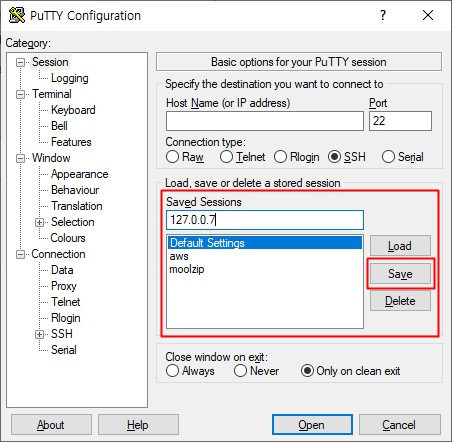 PuTTY Configuration
Category:
Session
Logging
Terminal
Keyboard
Bell
Features
Window
Appearance
Behaviour
Translation
Selection
Colours
Connection
Data
Proxy
Telnet
Rlogin
SSH
Serial
Basic options for your PuTTY session
Specify the destination you want to connect to
Host Name (or IP address) Port
22
Connection type:
Raw Telnet Rlogin SSH Serial
Load, save or delete a stored session
Saved Sessions
127.0.0.7
Default Settings
aws
moolzip
Load
Save
Delete
Close window on exit:
Always Never Only on clean exit
About Help Open Cancel